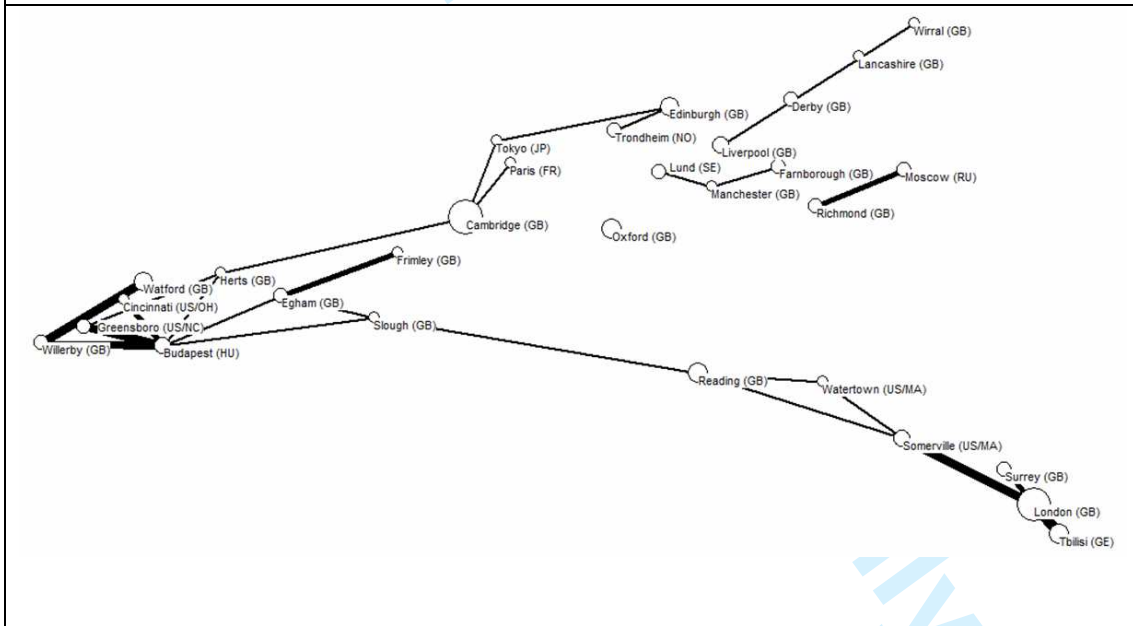 Wirral (GB)
Lancashire (GB)
Derby (GB)
Edinburgh (GB)
Trondheim (NO)
Tokyo (JP)
Liverpool (GB)
Paris (FR)
Lund (SE)
Farnborough (GB)
Moscow (RU)
Manchester (GB)
Richmond (GB)
Cambridge (GB)
Oxford (GB)
Frimley (GB)
Herts (GB)
Watford (GB)
Egham (GB)
Cincinnati (US/OH)
Greensboro (US/NC)
Slough (GB)
Willerby (GB)
Budapest (HU)
Reading (GB)
Watertown (US/MA)
Somerville (US/MA)
Surrey (GB)
London (GB)
Tbilisi (GE)